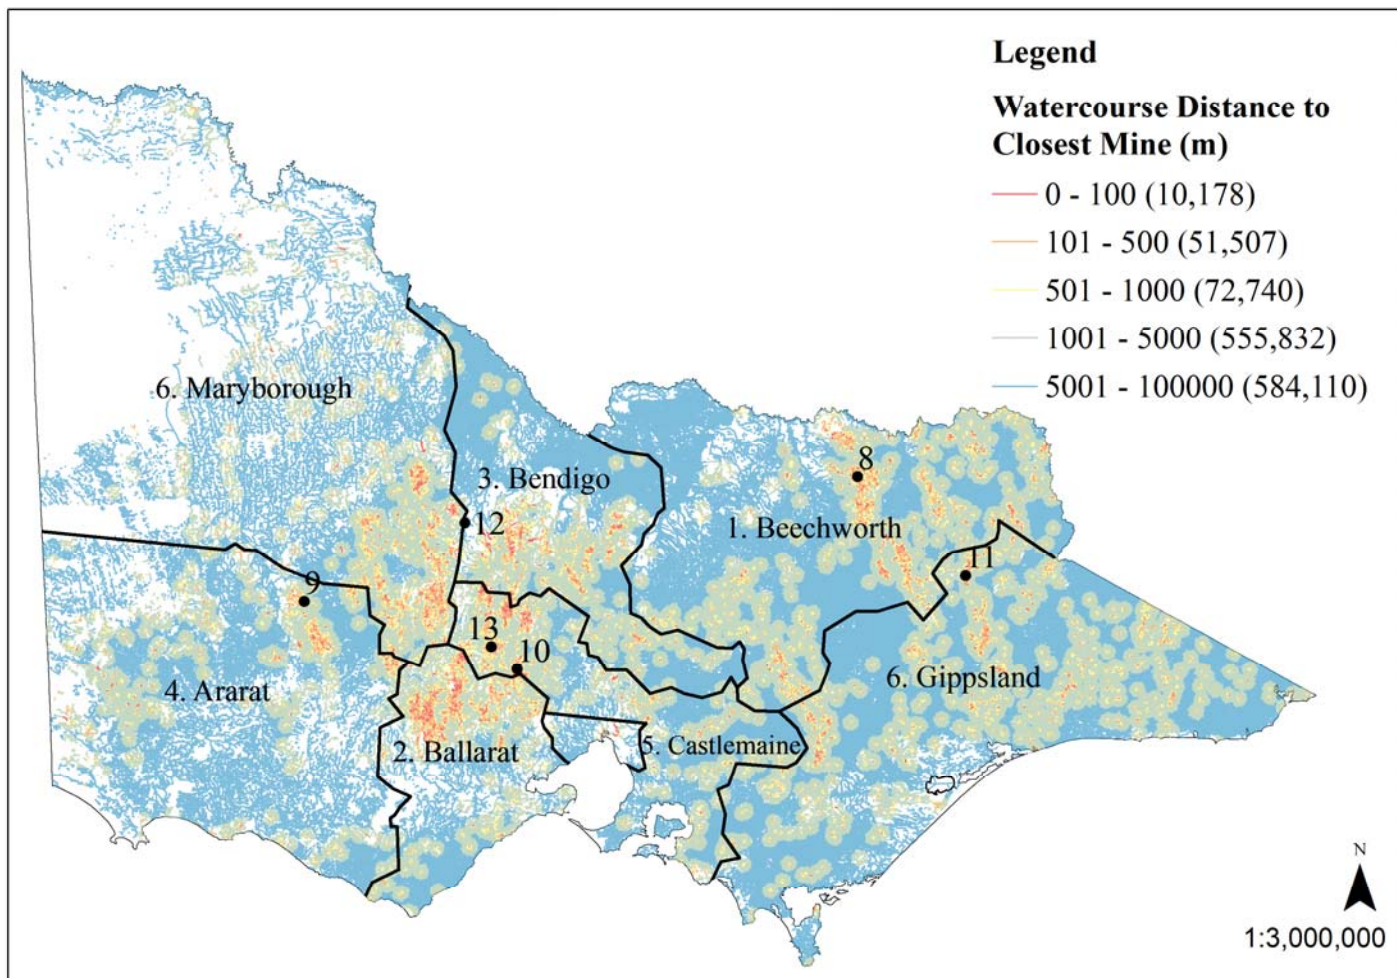 Legend
Watercourse Distance to
Closest Mine (m)
0 - 100 (10,178)
101 - 500 (51,507)
501 - 1000 (72,740)
1001 - 5000 (555,832)
5001 - 100000 (584,110)
6. Maryborough
8
3. Bendigo
12
1. Beechworth
11
9
13
10
4. Ararat
6. Gippsland
2. Ballarat
5. Castlemaine
N
1:3,000,000